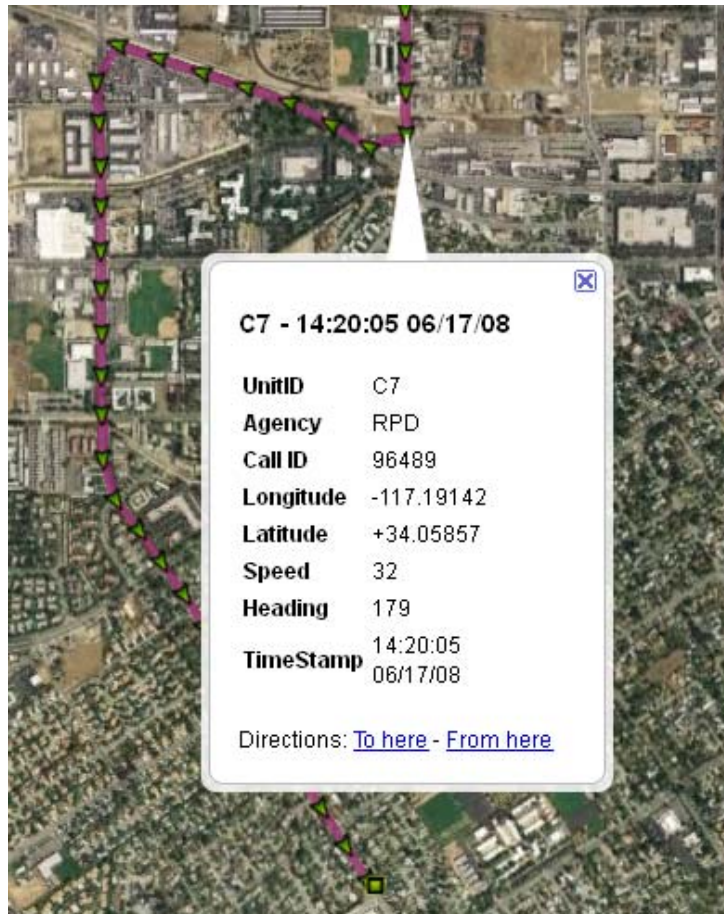 C7 - 14:20:05 06/17/08
UnitID C7
Agency RPD
Call ID 96489
Longitude -117.19142
Latitude +34.05857
Speed 32
Heading 179
TimeStamp 14:20:05
06/17/08
Directions: To here - From here